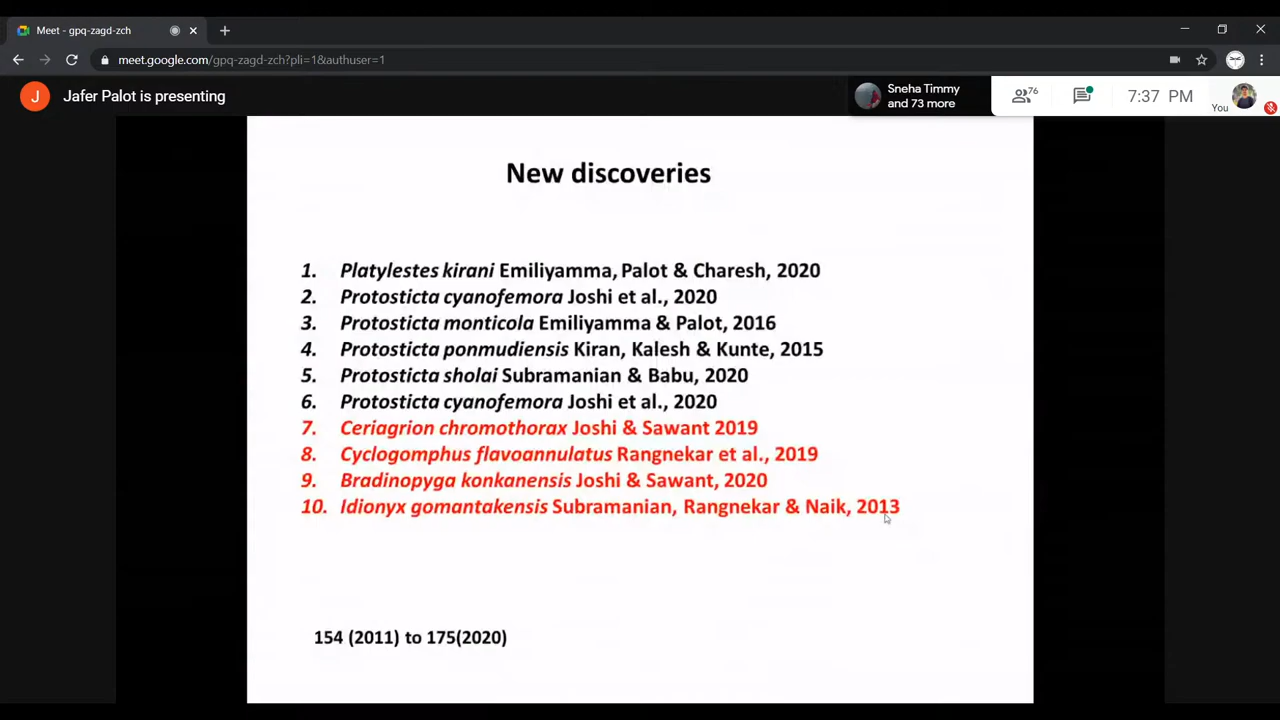 Meet - gpq-zagd-zch
meet.google.com/gpq-zagd-zch?pli=1&authuser=1
J
Jafer Palot is presenting
Sneha Timmy
and 73 more
76
7:37 PM
You
New discoveries
1. Platylestes kirani Emiliyamma, Palot & Charesh, 2020
2. Protosticta cyanofemora Joshi et al., 2020
3. Protosticta monticola Emiliyamma & Palot, 2016
4. Protosticta ponmudiensis Kiran, Kalesh & Kunte, 2015
5. Protosticta sholai Subramanian & Babu, 2020
6. Protosticta cyanofemora Joshi et al., 2020
7. Ceriagrion chromothorax Joshi & Sawant 2019
8. Cyclogomphus flavoannulatus Rangnekar et al., 2019
9. Bradinopyga konkanensis Joshi & Sawant, 2020
10. Idionyx gomantakensis Subramanian, Rangnekar & Naik, 2013
154 (2011) to 175(2020)